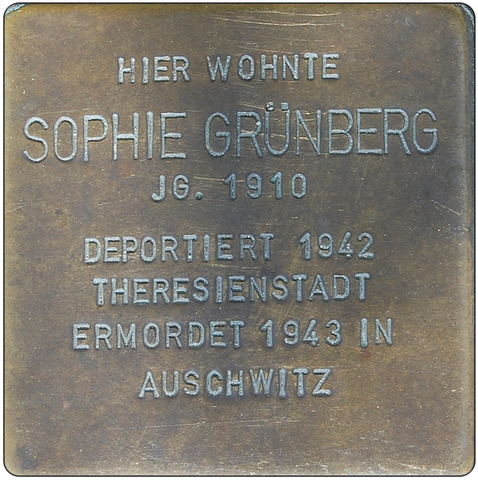 HIER WOHNTE
SOPHIE GRÜNBERG
JG. 1910
DEPORTIERT 1942
THERESIENSTADT
ERMORDET 1943 IN
AUSCHWITZ